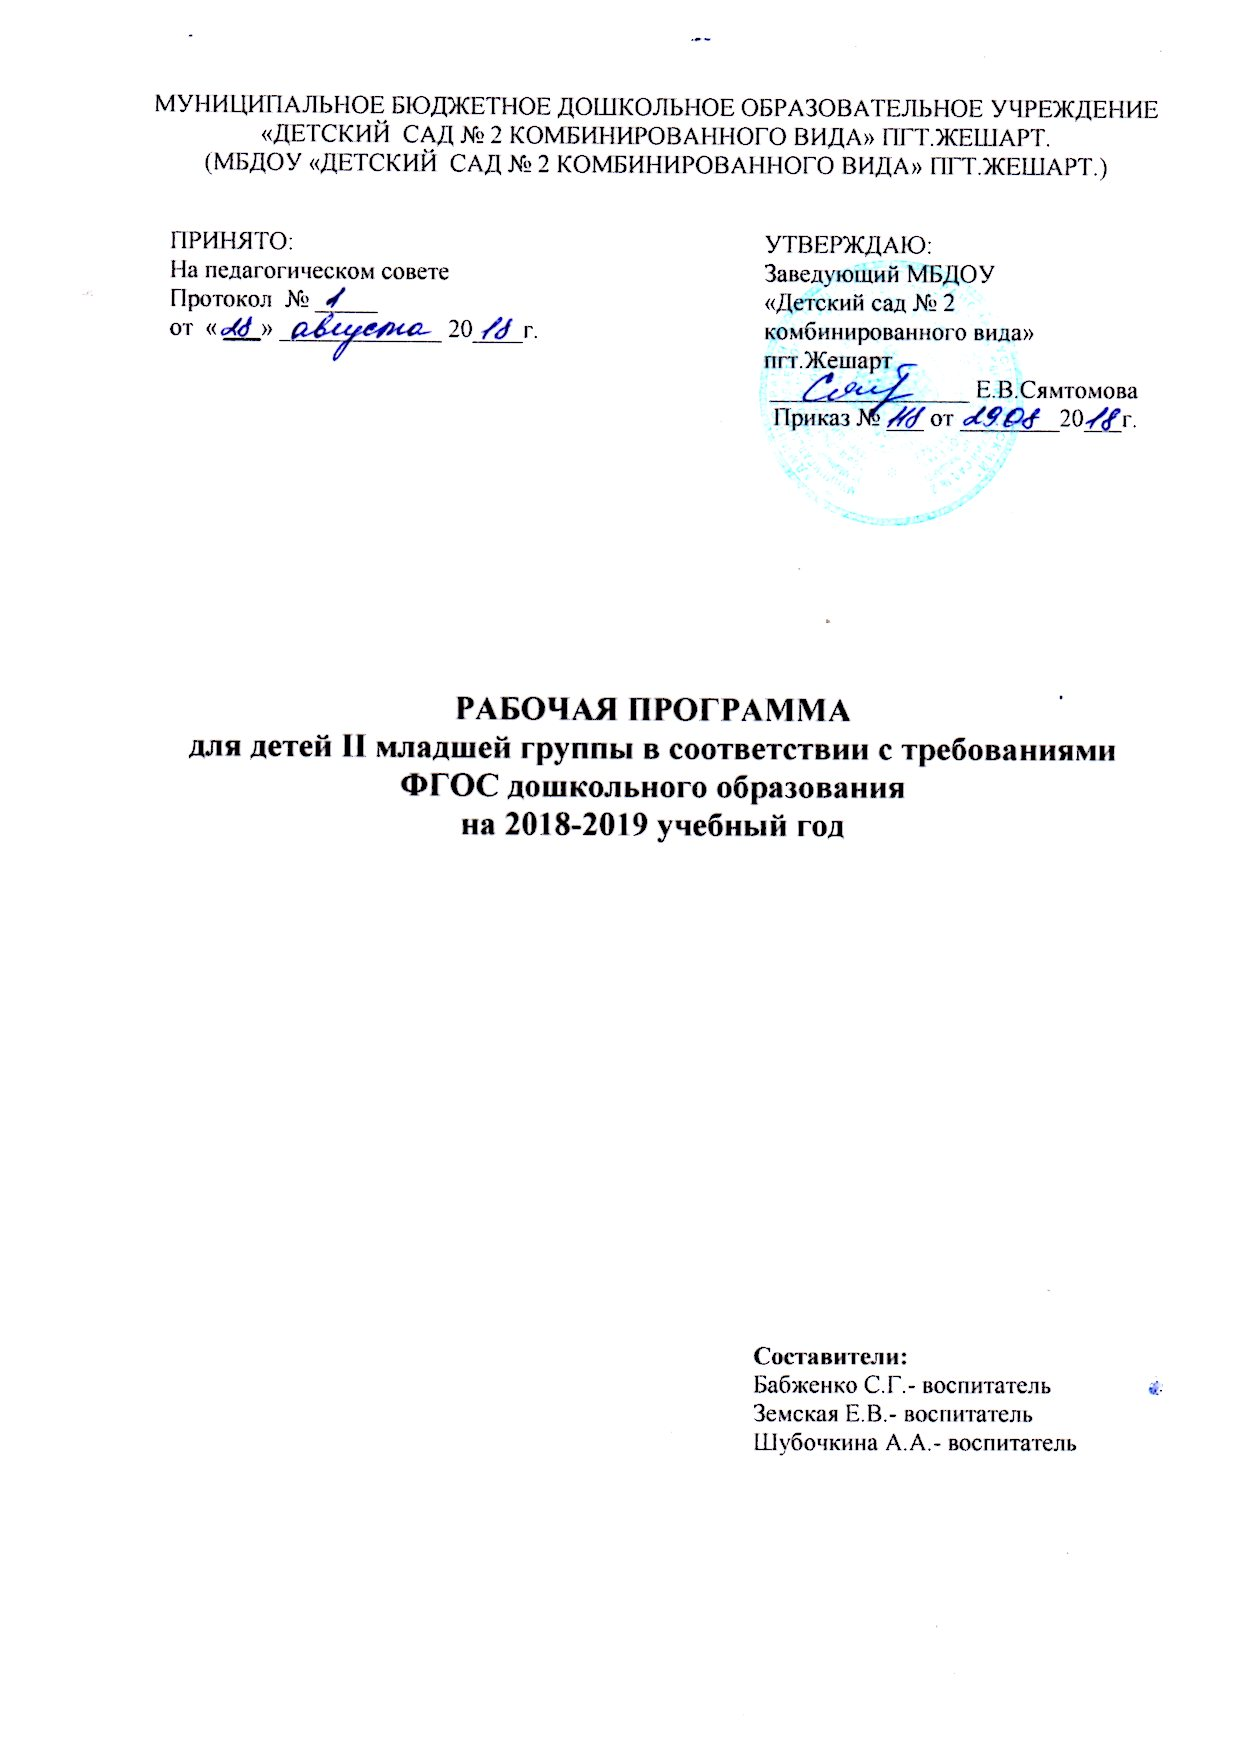 МУНИЦИПАЛЬНОЕ БЮДЖЕТНОЕ ДОШКОЛЬНОЕ ОБРАЗОВАТЕЛЬНОЕ УЧРЕЖДЕНИЕ
«ДЕТСКИЙ САД № 2 КОМБИНИРОВАННОГО ВИДА» ПГТ.ЖЕШАРТ.
(МБДОУ «ДЕТСКИЙ САД № 2 КОМБИНИРОВАННОГО ВИДА» ПГТ.ЖЕШАРТ.)
ПРИНЯТО:
На педагогическом совете
Протокол № 1
от «28» августа 2018г.
УТВЕРЖДАЮ:
Заведующий МБДОУ
«Детский сад № 2
комбинированного вида»
пгт.Жешарт
Е.В.Сямтомова
Приказ № от 29.08 2018г.
РАБОЧАЯ ПРОГРАММА
для детей II младшей группы в соответствии с требованиями
ФГОС дошкольного образования
на 2018-2019 учебный год
Составители:
Бабженко С.Г.- воспитатель
Земская Е.В.- воспитатель
Шубочкина А.А.- воспитатель